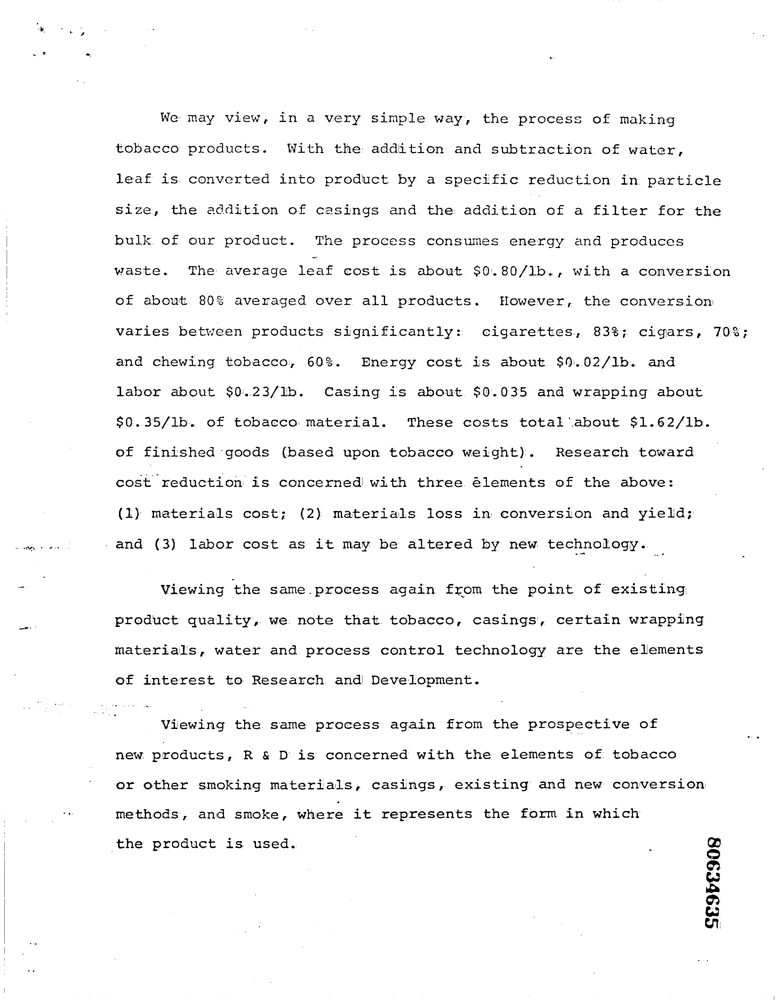 We may view, in a very simple way, the process of making
tobacco products. With the addition and subtraction of water,
leaf is converted into product by a specific reduction in particle
size, the addition of casings and the addition of a filter for the
bulk of our product. The process consumes energy and produces
waste. The average leaf cost is about $0.80/lb., with a conversion
of about 80% averaged over all products. However, the conversion
varies between products significantly: cigarettes, 83%; cigars, 70%;
and chewing tobacco, 60%. Energy cost is about $0.02/lb. and
labor about $0.23/lb. Casing is about $0.035 and wrapping about
$0.35/lb. of tobacco material. These costs total about $1.62/lb.
of finished goods (based upon tobacco weight). Research toward
cost reduction is concerned with three elements of the above:
(1) materials cost; (2) materials loss in conversion and yield;
and (3) labor cost as it may be altered by new technology.
Viewing the same process again from the point of existing
product quality, we note that tobacco, casings, certain wrapping
materials, water and process control technology are the elements
of interest to Research and Development.
Viewing the same process again from the prospective of
new products, R & D is concerned with the elements of tobacco
or other smoking materials, casings, existing and new conversion
methods, and smoke, where it represents the form in which
the product is used.
80634635